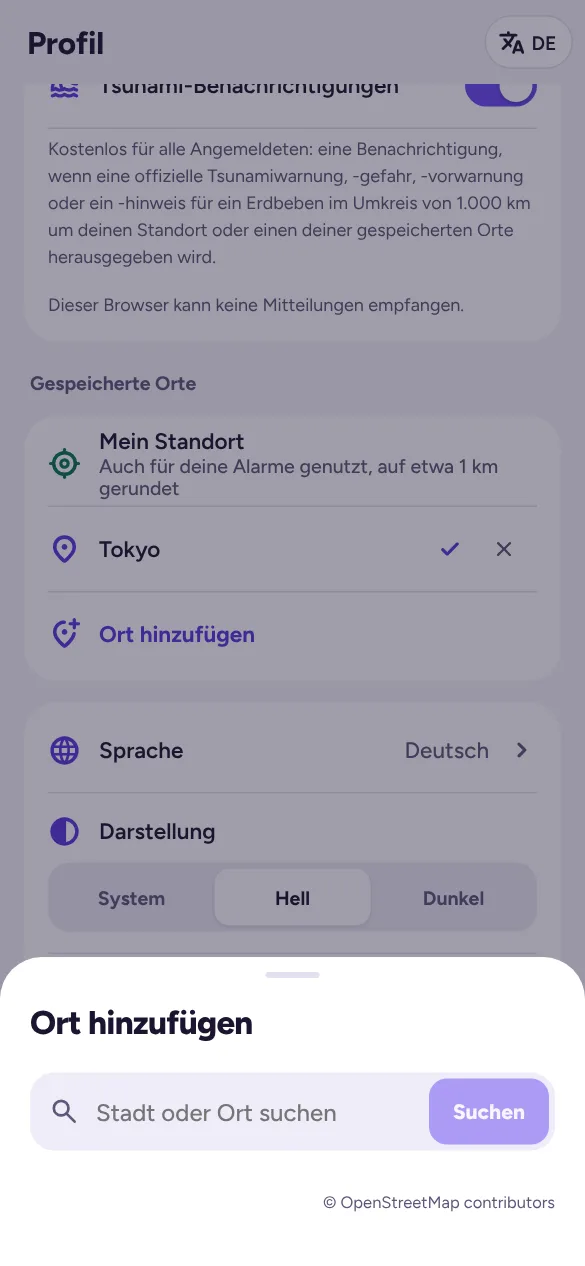 Profil
DE
Tsunami-Benachrichtigungen
Kostenlos für alle Angemeldeten: eine Benachrichtigung,
wenn eine offizielle Tsunamiwarnung, -gefahr, -vorwarnung
oder ein -hinweis für ein Erdbeben im Umkreis von 1.000 km
um deinen Standort oder einen deiner gespeicherten Orte
herausgegeben wird.
Dieser Browser kann keine Mitteilungen empfangen.
Gespeicherte Orte
Mein Standort
Auch für deine Alarme genutzt, auf etwa 1 km
gerundet
Tokyo
Ort hinzufügen
Sprache
Deutsch
Darstellung
System
Hell
Dunkel
Ort hinzufügen
Stadt oder Ort suchen
Suchen
© OpenStreetMap contributors